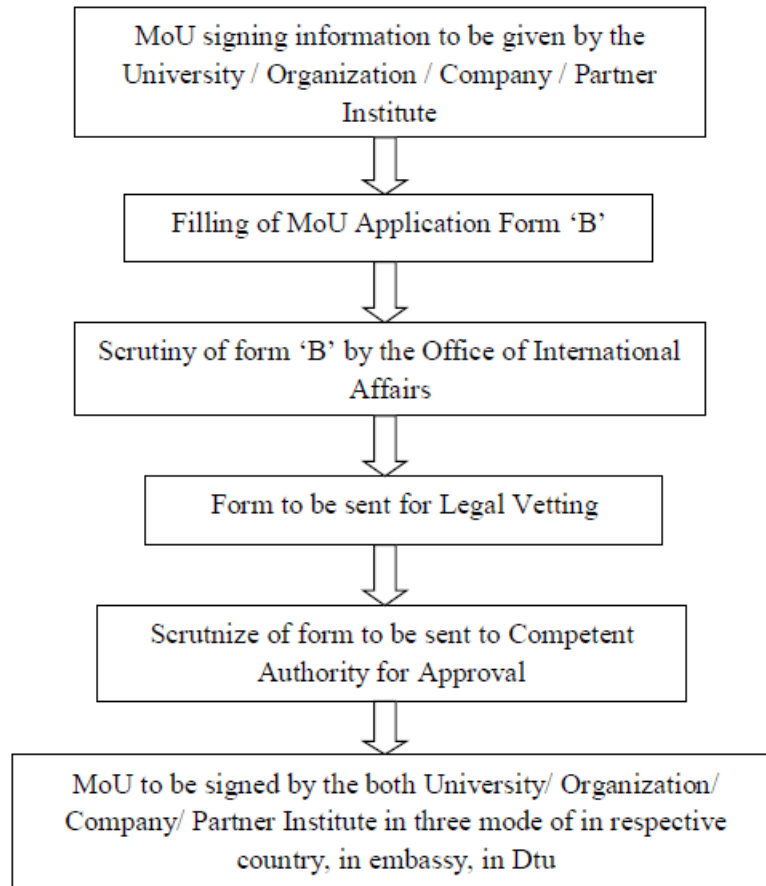 MoU signing information to be given by the
University / Organization / Company / Partner
Institute
Filling of MoU Application Form ‘B’
Scrutiny of form ‘B’ by the Office of International
Affairs
Form to be sent for Legal Vetting
Scrutnize of form to be sent to Competent
Authority for Approval
MoU to be signed by the both University/ Organization/
Company/ Partner Institute in three mode of in respective
country, in embassy, in Dtu